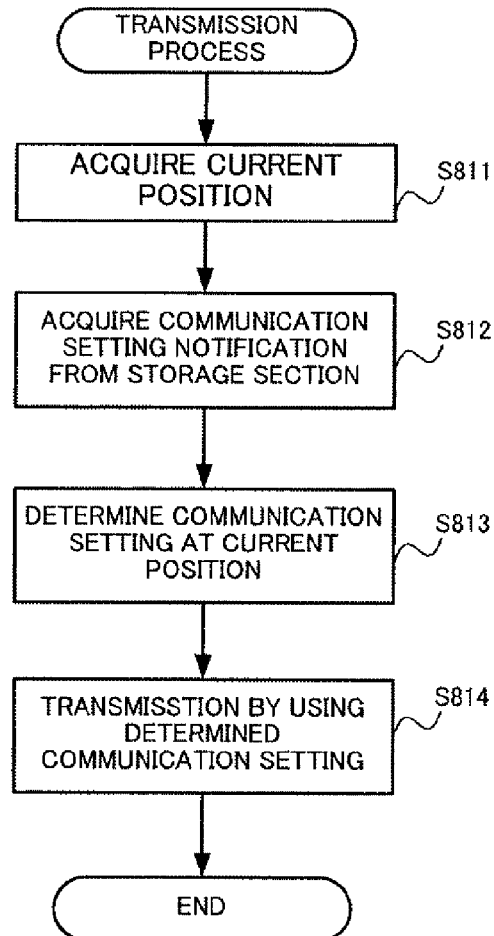 TRANSMISSION
PROCESS
ACQUIRE CURRENT
POSITION
S811
ACQUIRE COMMUNICATION
SETTING NOTIFICATION
FROM STORAGE SECTION
S812
DETERMINE COMMUNICATION
SETTING AT CURRENT
POSITION
S813
TRANSMISSTION BY USING
DETERMINED
COMMUNICATION SETTING
S814
END